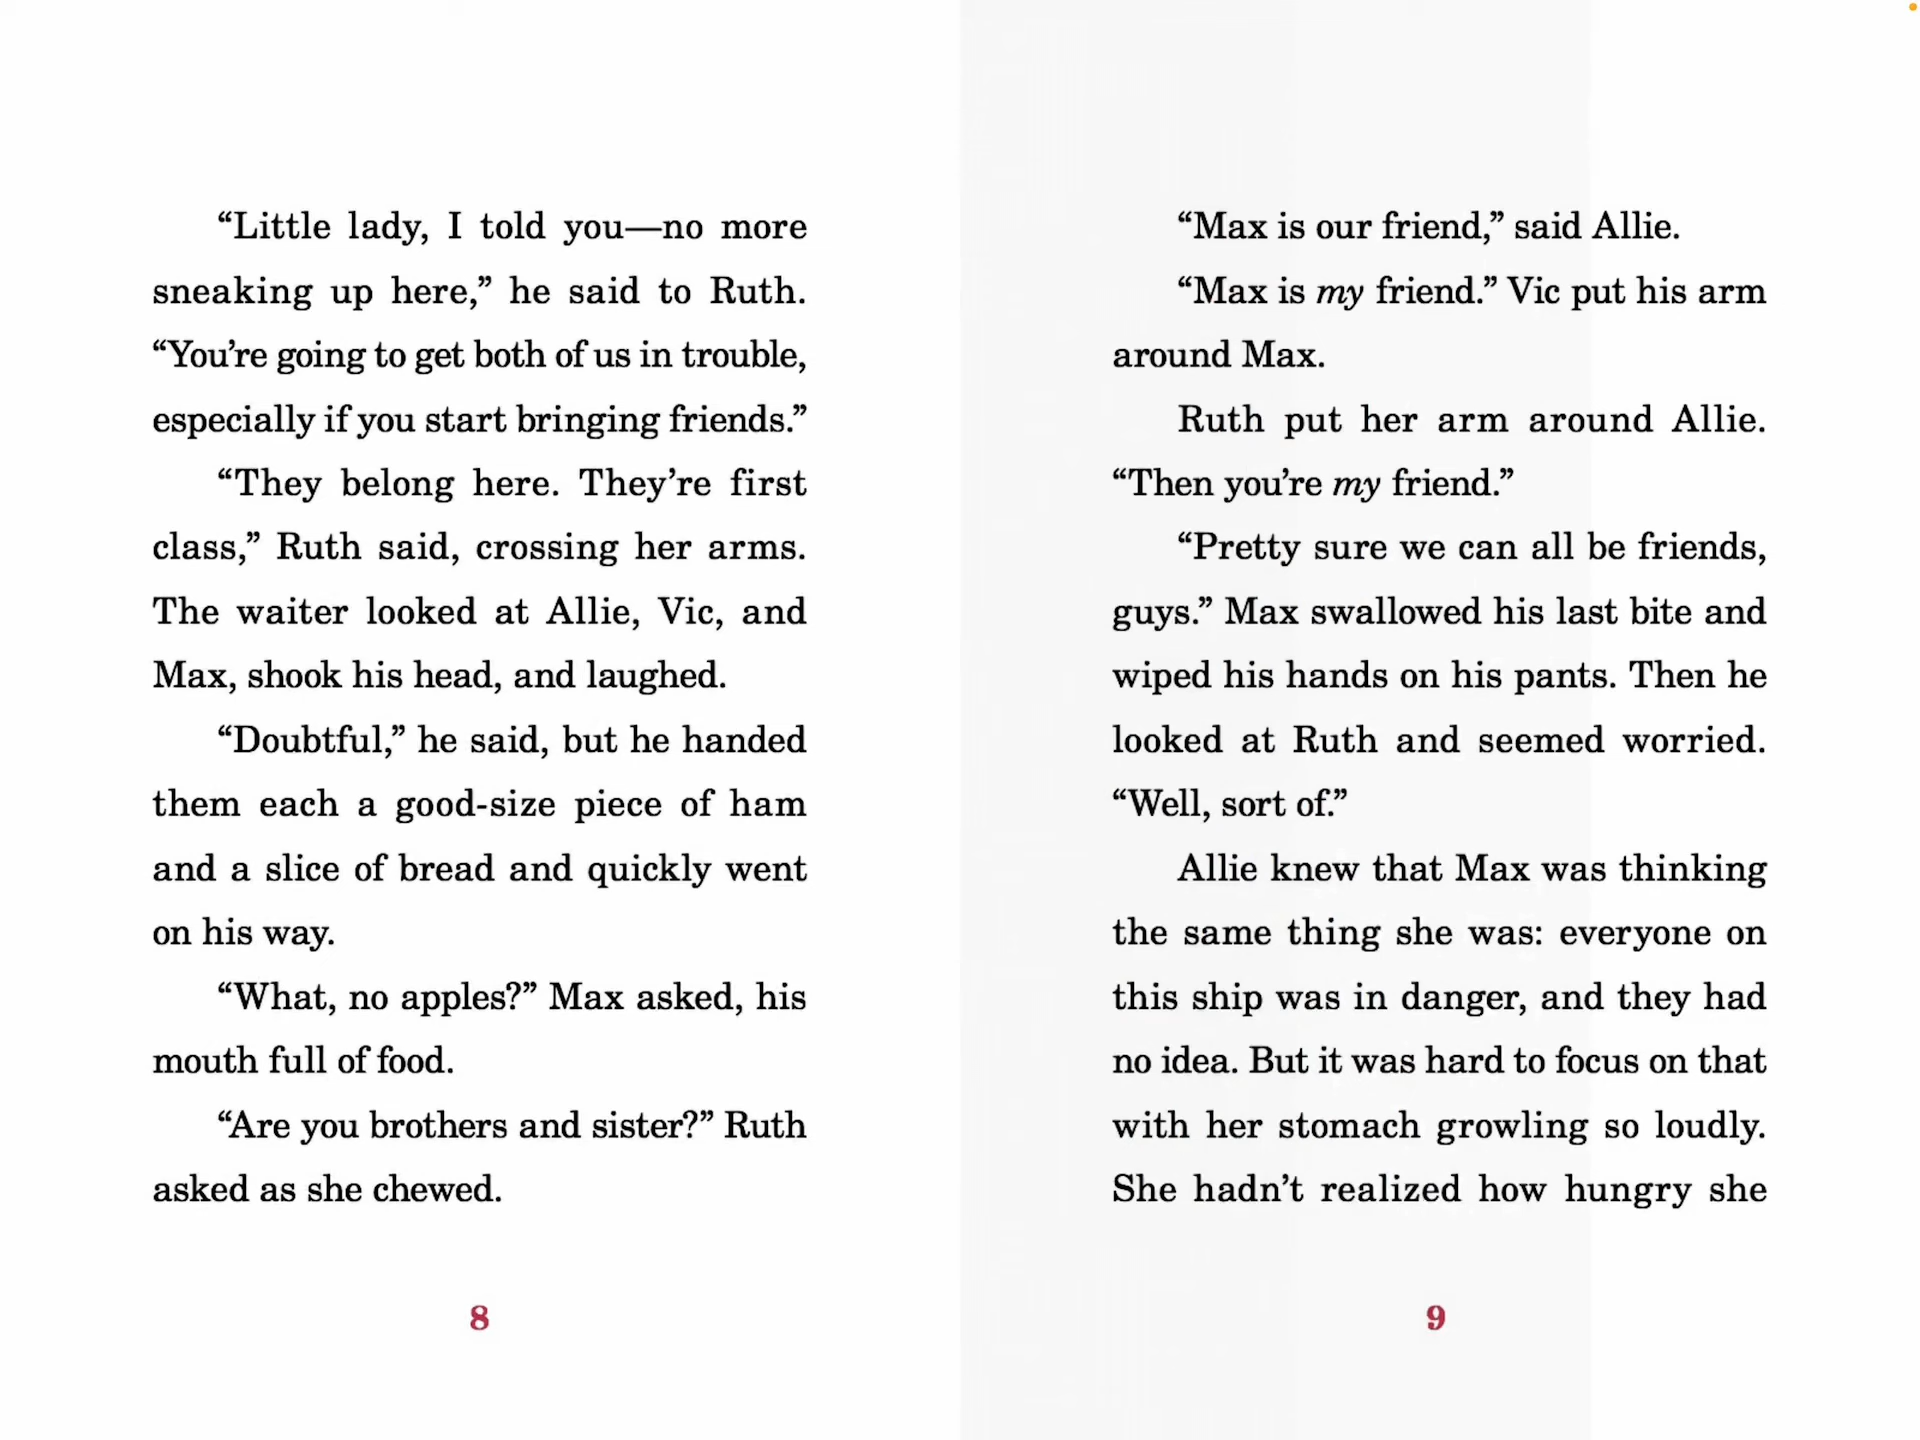 “Little lady, I told you—no more
sneaking up here,” he said to Ruth.
“You’re going to get both of us in trouble,
especially if you start bringing friends.”
“They belong here. They’re first
class,” Ruth said, crossing her arms.
The waiter looked at Allie, Vic, and
Max, shook his head, and laughed.
“Doubtful,” he said, but he handed
them each a good-size piece of ham
and a slice of bread and quickly went
on his way.
“What, no apples?” Max asked, his
mouth full of food.
“Are you brothers and sister?” Ruth
asked as she chewed.
8
“Max is our friend,” said Allie.
“Max is my friend.” Vic put his arm
around Max.
Ruth put her arm around Allie.
“Then you’re my friend.”
“Pretty sure we can all be friends,
guys.” Max swallowed his last bite and
wiped his hands on his pants. Then he
looked at Ruth and seemed worried.
“Well, sort of.”
Allie knew that Max was thinking
the same thing she was: everyone on
this ship was in danger, and they had
no idea. But it was hard to focus on that
with her stomach growling so loudly.
She hadn’t realized how hungry she
9